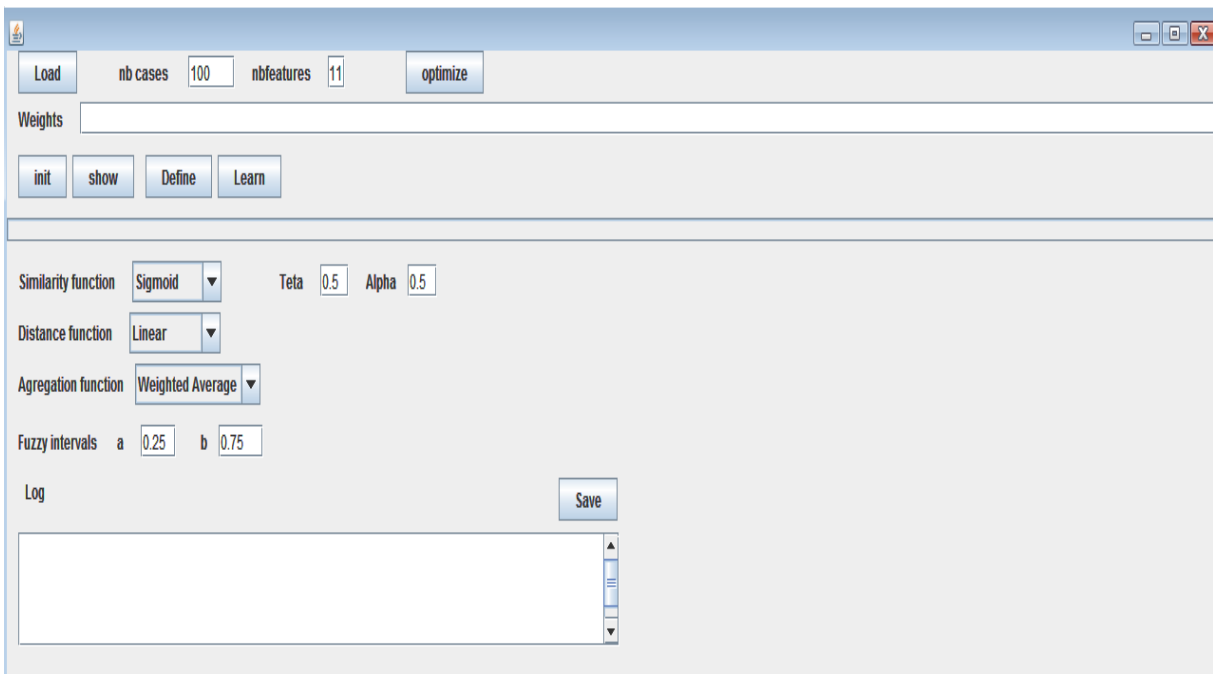 Load nb cases 100 nbfeatures 11 optimize
Weights
init show Define Learn
Similarity function Sigmoid Teta 0.5 Alpha 0.5
Distance function Linear
Agregation function Weighted Average
Fuzzy intervals a 0.25 b 0.75
Log Save